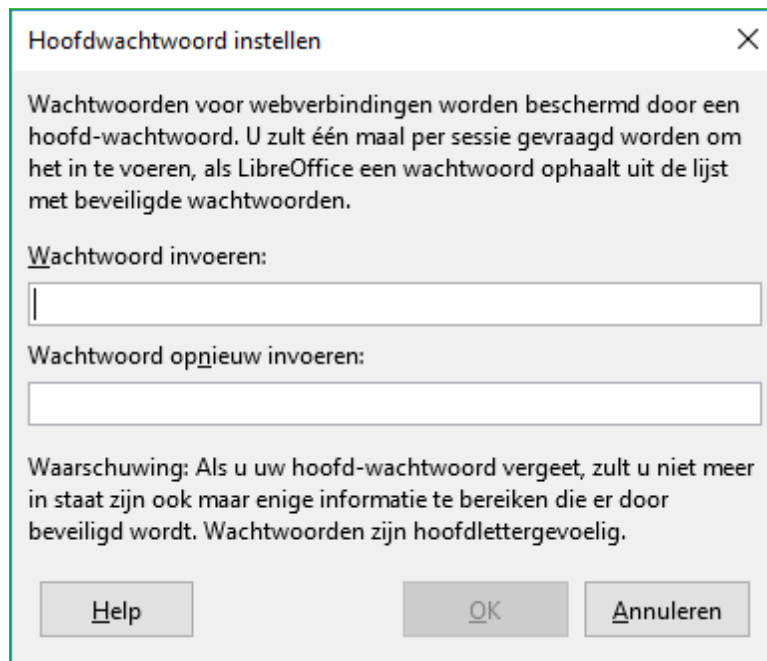 Hoofdwachtwoord instellen
Wachtwoorden voor webverbindingen worden beschermd door een
hoofd-wachtwoord. U zult één maal per sessie gevraagd worden om
het in te voeren, als LibreOffice een wachtwoord ophaalt uit de lijst
met beveiligde wachtwoorden.
Wachtwoord invoeren:
Wachtwoord opnieuw invoeren:
Waarschuwing: Als u uw hoofd-wachtwoord vergeet, zult u niet meer
in staat zijn ook maar enige informatie te bereiken die er door
beveiligd wordt. Wachtwoorden zijn hoofdlettergevoelig.
Help
OK
Annuleren